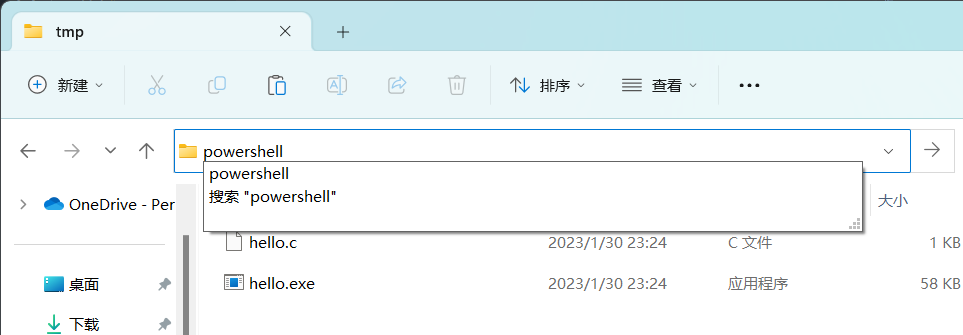 tmp
新建
排序
查看
powershell
powershell
搜索 "powershell"
大小
OneDrive - Per
hello.c 2023/1/30 23:24 C 文件 1 KB
桌面
hello.exe 2023/1/30 23:24 应用程序 58 KB
下载